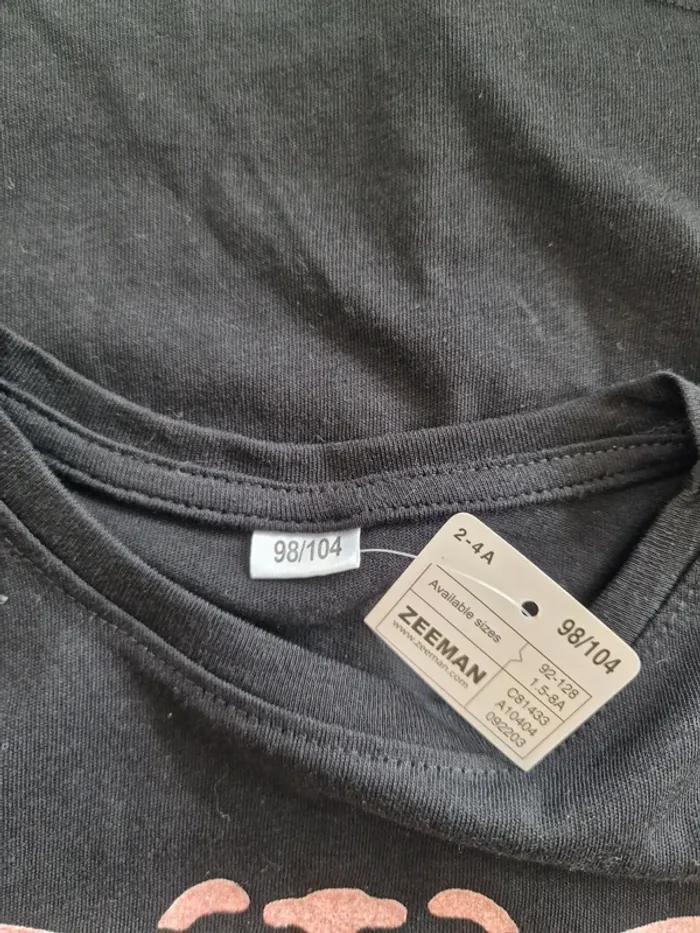 98/104
2-4 A
98/104
Available sizes
92-128
1.5-8A
ZEEMAN
www.zeeman.com
C81433
A10404
092203